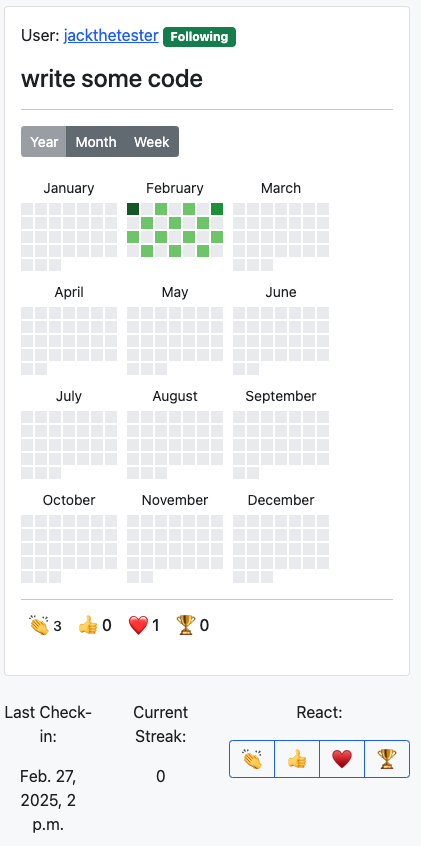 User: jackthetester Following
write some code
Year Month Week
January February March
April May June
July August September
October November December
👏 3 👍 0 ❤️ 1 🏆 0
Last Check-
in:
Feb. 27,
2025, 2
p.m.
Current
Streak:
0
React:
👏 👍 ❤️ 🏆